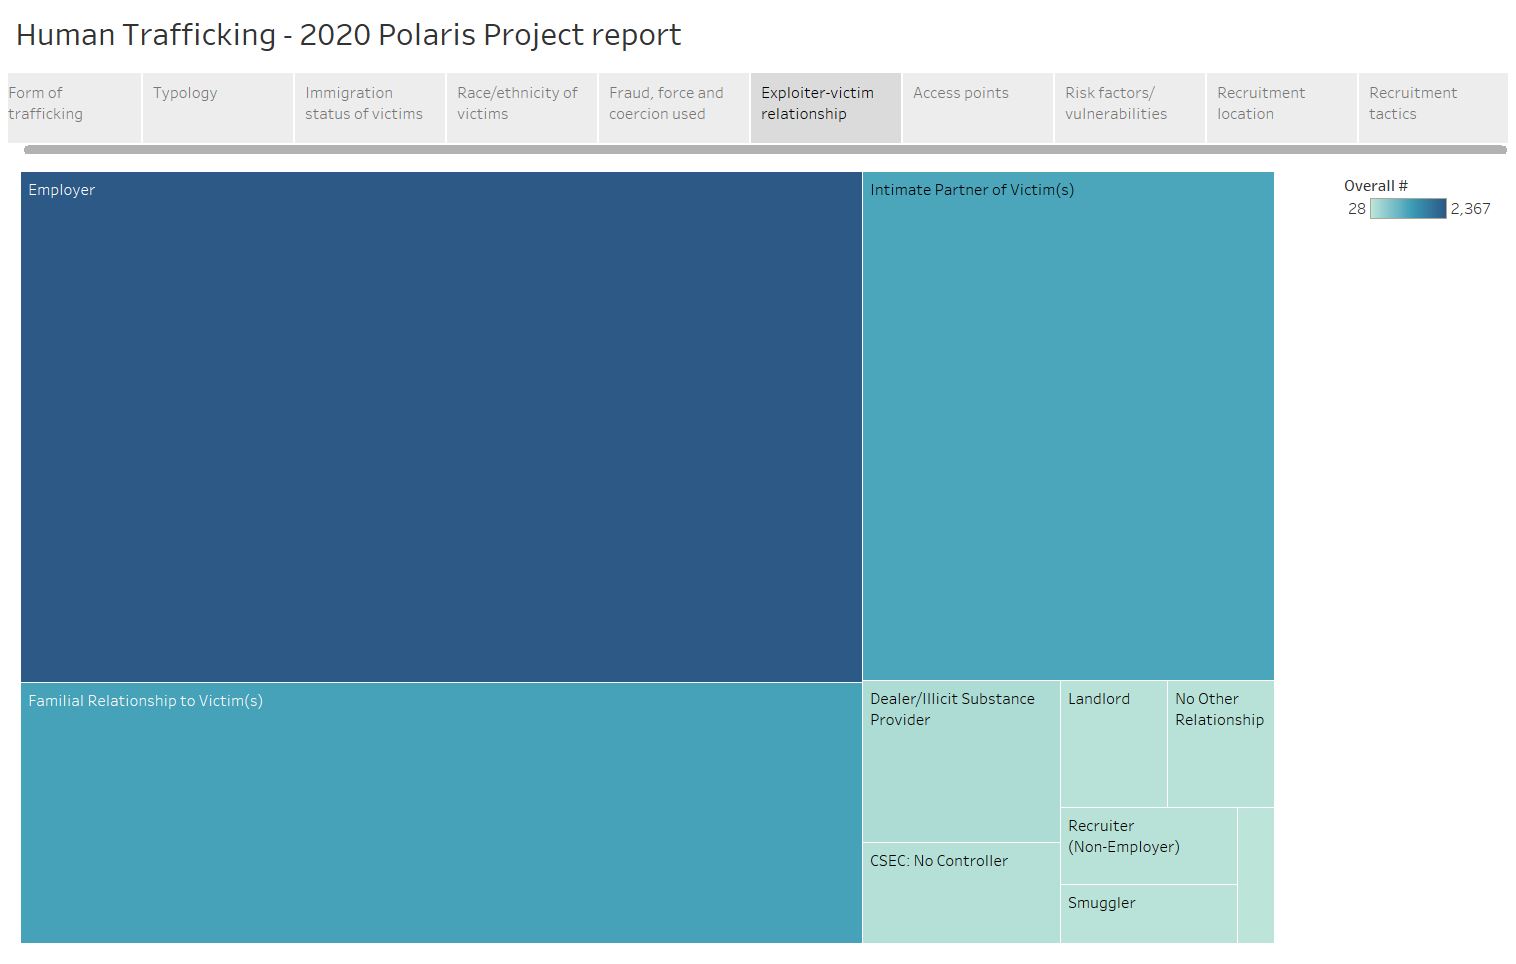 Human Trafficking - 2020 Polaris Project report
Form of
trafficking
Typology
Immigration
status of victims
Race/ethnicity of
victims
Fraud, force and
coercion used
Exploiter-victim
relationship
Access points
Risk factors/
vulnerabilities
Recruitment
location
Recruitment
tactics
Employer
Intimate Partner of Victim(s)
Overall #
28 2,367
Familial Relationship to Victim(s)
Dealer/Illicit Substance
Provider
Landlord
No Other
Relationship
Recruiter
(Non-Employer)
CSEC: No Controller
Smuggler